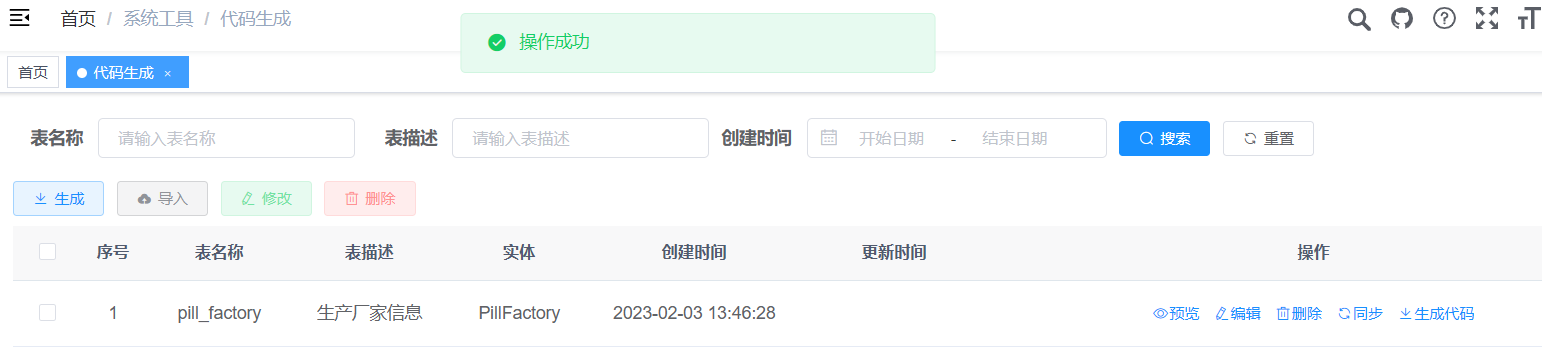 首页 / 系统工具 / 代码生成
操作成功
首页 代码生成 ×
表名称 请输入表名称 表描述 请输入表描述 创建时间 开始日期 - 结束日期 搜索 重置
生成 导入 修改 删除
序号 表名称 表描述 实体 创建时间 更新时间 操作
1 pill_factory 生产厂家信息 PillFactory 2023-02-03 13:46:28 预览 编辑 删除 同步 生成代码